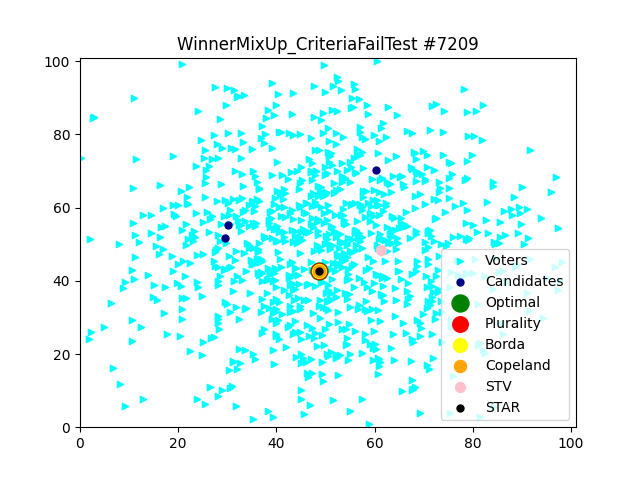 WinnerMixUp_CriteriaFailTest #7209
100
80
60
40
20
0
0 20 40 60 80 100
Voters
Candidates
Optimal
Plurality
Borda
Copeland
STV
STAR